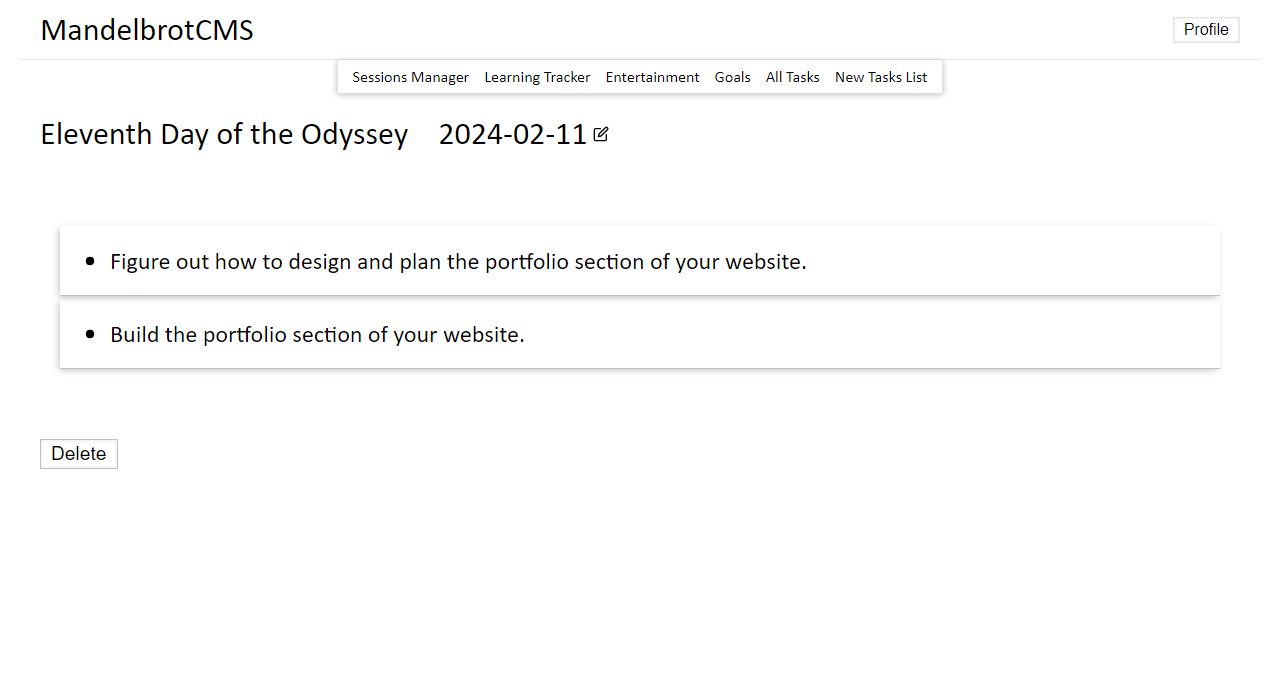 MandelbrotCMS
Profile
Sessions Manager Learning Tracker Entertainment Goals All Tasks New Tasks List
Eleventh Day of the Odyssey 2024-02-11
Figure out how to design and plan the portfolio section of your website.
Build the portfolio section of your website.
Delete